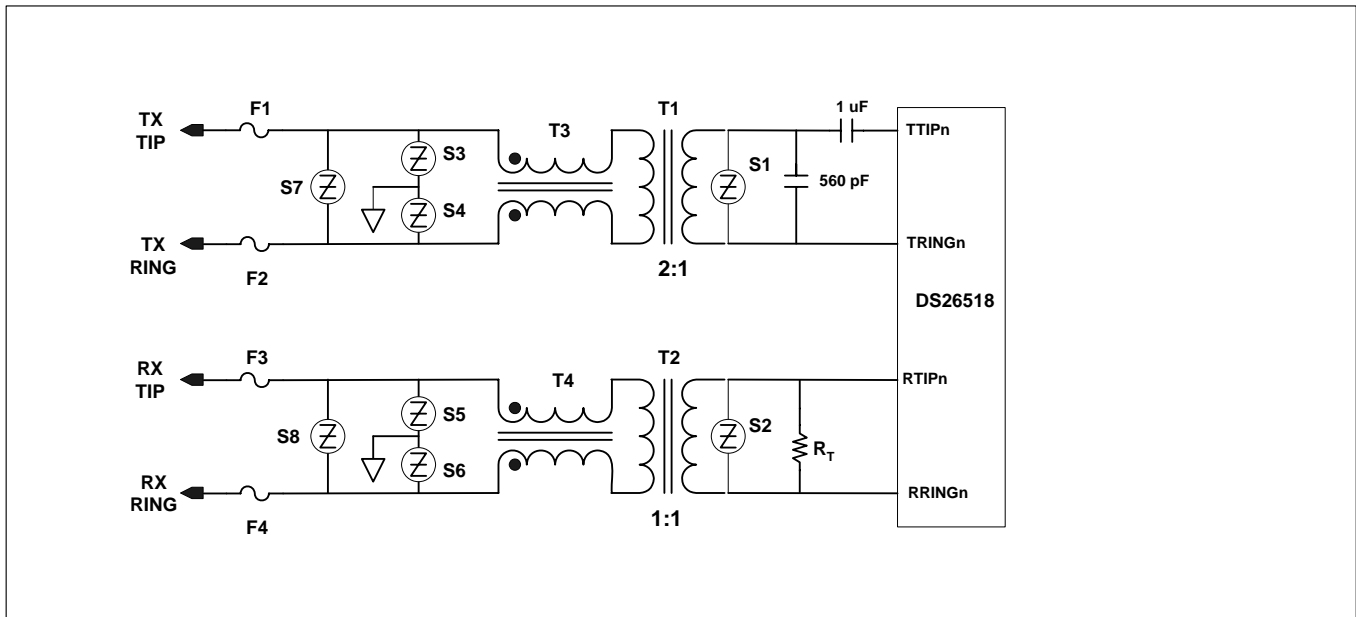 TX
TIP
F1
T3
T1
1 uF
TTIPn
S3
S7
S1
560 pF
S4
TX
RING
F2
2:1
TRINGn
DS26518
RX
TIP
F3
T4
T2
RTIPn
S5
S8
S2
RT
S6
RX
RING
F4
1:1
RRINGn